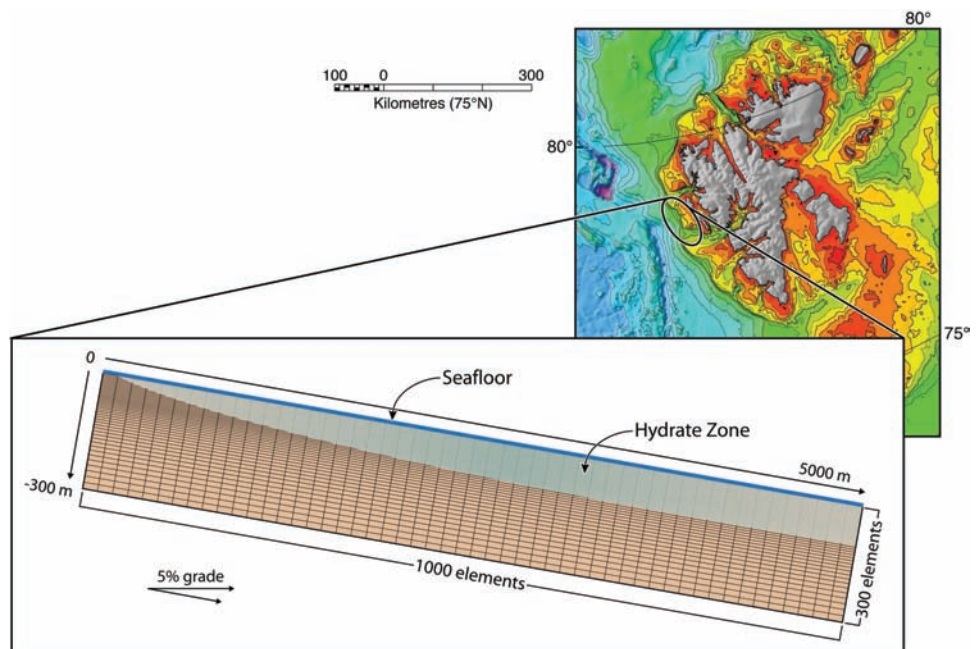 80°
100 0 300
Kilometres (75°N)
80°
75°
0
Seafloor
Hydrate Zone
5000 m
-300 m
1000 elements
300 elements
5% grade